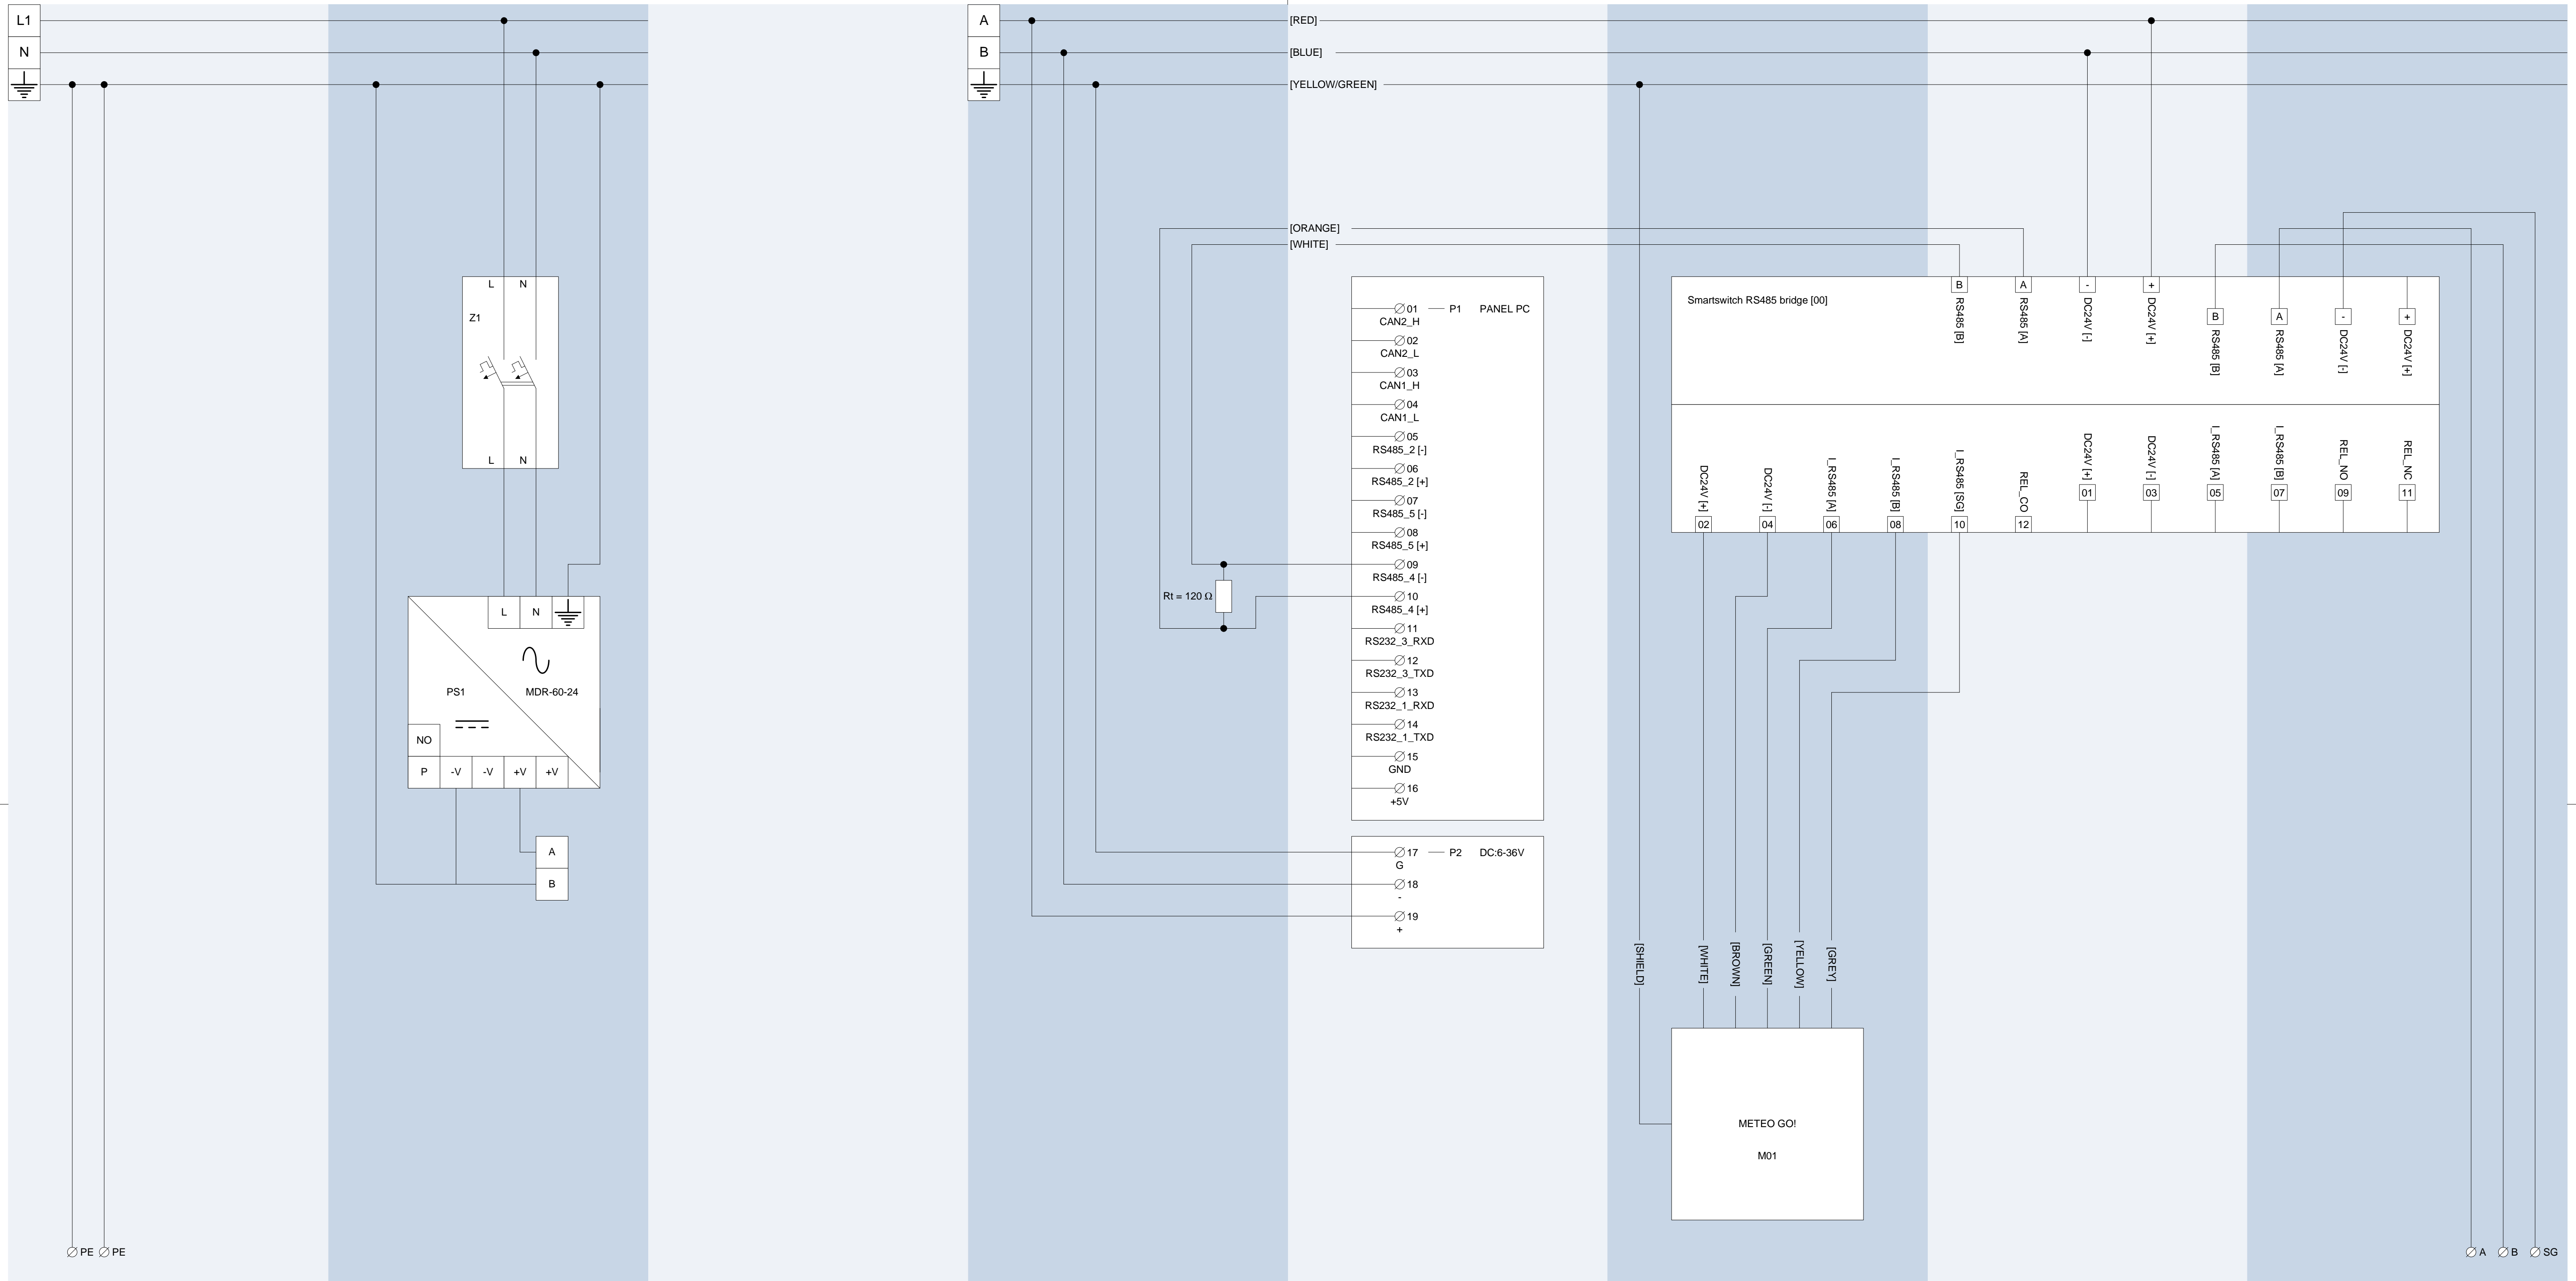 L1
N
A
B
[RED]
[BLUE]
[YELLOW/GREEN]
[ORANGE]
[WHITE]
L N
Z1
L N
L N
PS1 MDR-60-24
NO
P -V -V +V +V
A
B
PE PE
Rt = 120 Ω
01 P1 PANEL PC
CAN2_H
02
CAN2_L
03
CAN1_H
04
CAN1_L
05
RS485_2 [-]
06
RS485_2 [+]
07
RS485_5 [-]
08
RS485_5 [+]
09
RS485_4 [-]
10
RS485_4 [+]
11
RS232_3_RXD
12
RS232_3_TXD
13
RS232_1_RXD
14
RS232_1_TXD
15
GND
16
+5V
17 P2 DC:6-36V
G
18
-
19
+
Smartswitch RS485 bridge [00]
B
RS485 [B]
A
RS485 [A]
-
DC24V [-]
+
DC24V [+]
B
RS485 [B]
A
RS485 [A]
-
DC24V [-]
+
DC24V [+]
DC24V [+]
02
DC24V [-]
04
I_RS485 [A]
06
I_RS485 [B]
08
I_RS485 [SG]
10
REL_CO
12
DC24V [+]
01
DC24V [-]
03
I_RS485 [A]
05
I_RS485 [B]
07
REL_NO
09
REL_NC
11
[SHIELD]
[WHITE]
[BROWN]
[GREEN]
[YELLOW]
[GREY]
METEO GO!
M01
A B SG